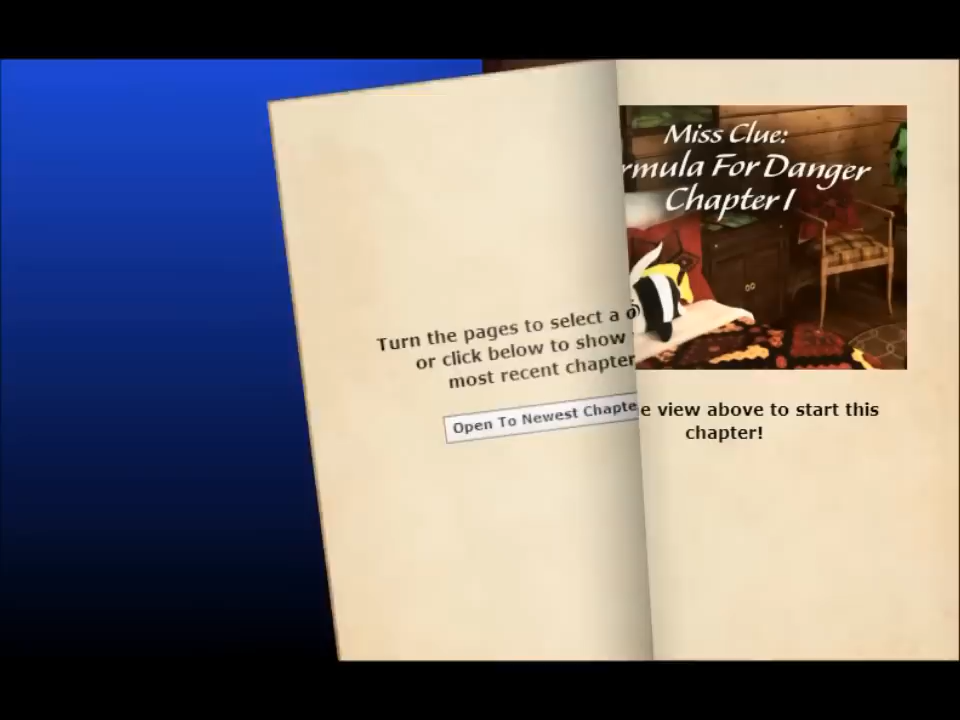 Turn the pages to select a
or click below to show
most recent chapter
Open To Newest Chapte
Miss Clue:
rmula For Danger
Chapter I
e view above to start this
chapter!